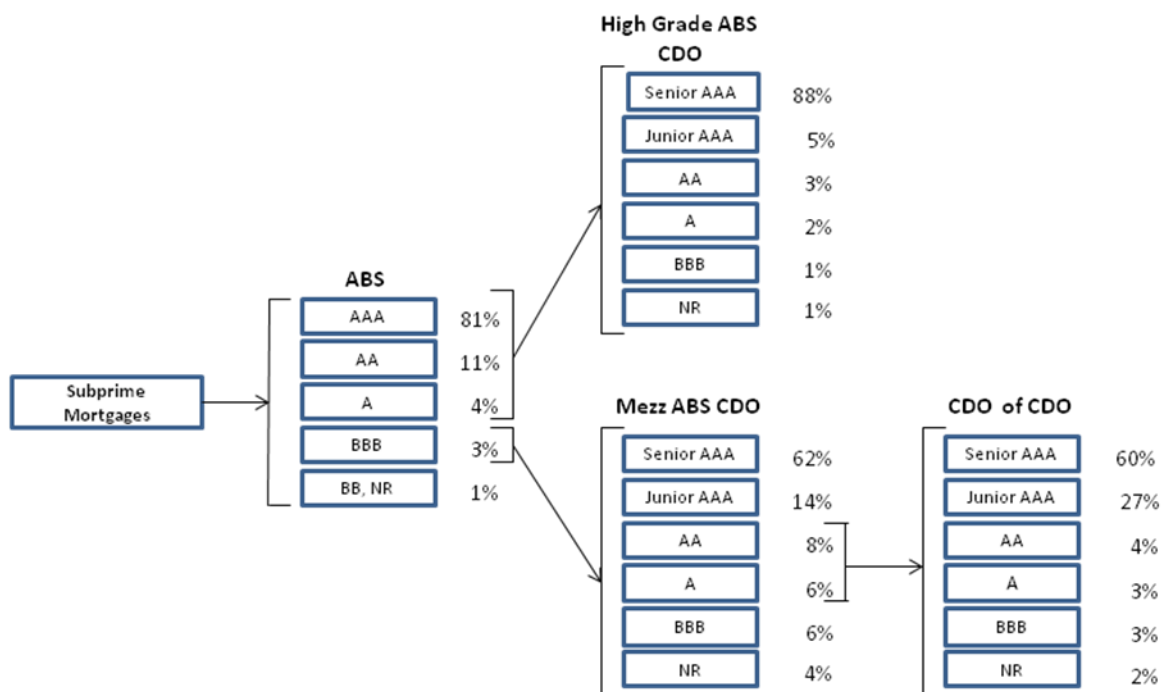 High Grade ABS
CDO
Senior AAA 88%
Junior AAA 5%
AA 3%
A 2%
BBB 1%
NR 1%
ABS
AAA 81%
AA 11%
A 4%
BBB 3%
BB, NR 1%
Subprime
Mortgages
Mezz ABS CDO
Senior AAA 62%
Junior AAA 14%
AA 8%
A 6%
BBB 6%
NR 4%
CDO of CDO
Senior AAA 60%
Junior AAA 27%
AA 4%
A 3%
BBB 3%
NR 2%